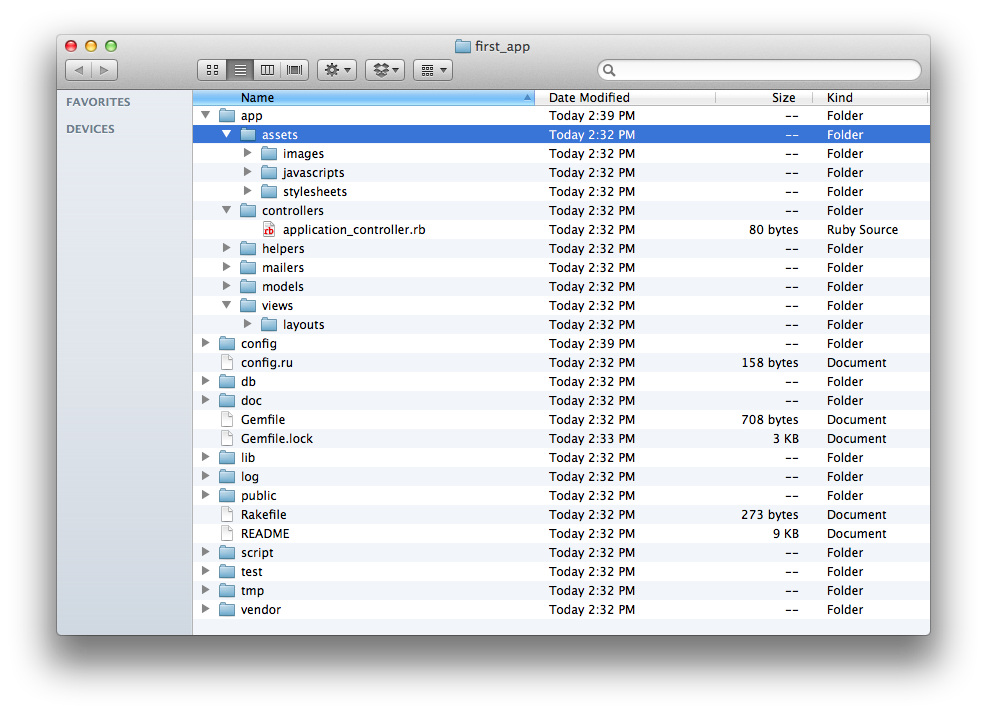 first_app
FAVORITES
DEVICES
Name Date Modified Size Kind
app Today 2:39 PM -- Folder
assets Today 2:32 PM -- Folder
images Today 2:32 PM -- Folder
javascripts Today 2:32 PM -- Folder
stylesheets Today 2:32 PM -- Folder
controllers Today 2:32 PM -- Folder
rb application_controller.rb Today 2:32 PM 80 bytes Ruby Source
helpers Today 2:32 PM -- Folder
mailers Today 2:32 PM -- Folder
models Today 2:32 PM -- Folder
views Today 2:32 PM -- Folder
layouts Today 2:32 PM -- Folder
config Today 2:39 PM -- Folder
config.ru Today 2:32 PM 158 bytes Document
db Today 2:32 PM -- Folder
doc Today 2:32 PM -- Folder
Gemfile Today 2:32 PM 708 bytes Document
Gemfile.lock Today 2:33 PM 3 KB Document
lib Today 2:32 PM -- Folder
log Today 2:32 PM -- Folder
public Today 2:32 PM -- Folder
Rakefile Today 2:32 PM 273 bytes Document
README Today 2:32 PM 9 KB Document
script Today 2:32 PM -- Folder
test Today 2:32 PM -- Folder
tmp Today 2:32 PM -- Folder
vendor Today 2:32 PM -- Folder